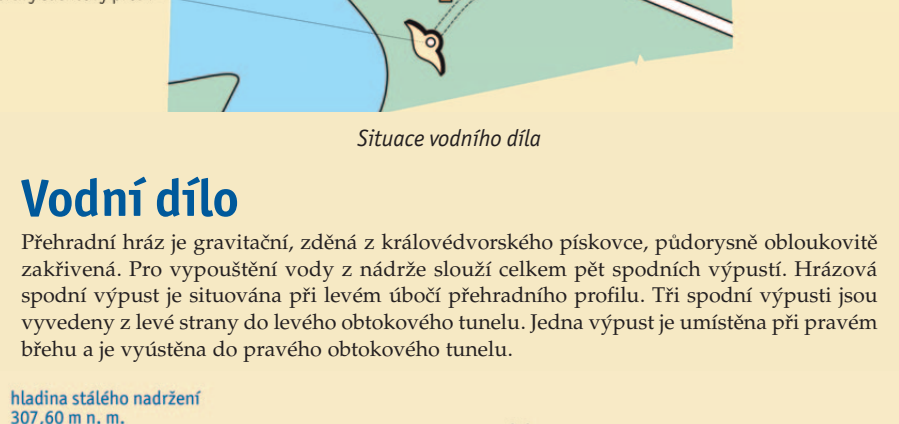 Situace vodního díla
Vodní dílo
Přehradní hráz je gravitační, zděná z královédvorského pískovce, půdorysně obloukovitě
zakřivená. Pro vypouštění vody z nádrže slouží celkem pět spodních výpustí. Hrázová
spodní výpust je situována při levém úbočí přehradního profilu. Tři spodní výpusti jsou
vyvedeny z levé strany do levého obtokového tunelu. Jedna výpust je umístěna při pravém
břehu a je vyústěna do pravého obtokového tunelu.
hladina stálého nadržení
307,60 m n. m.